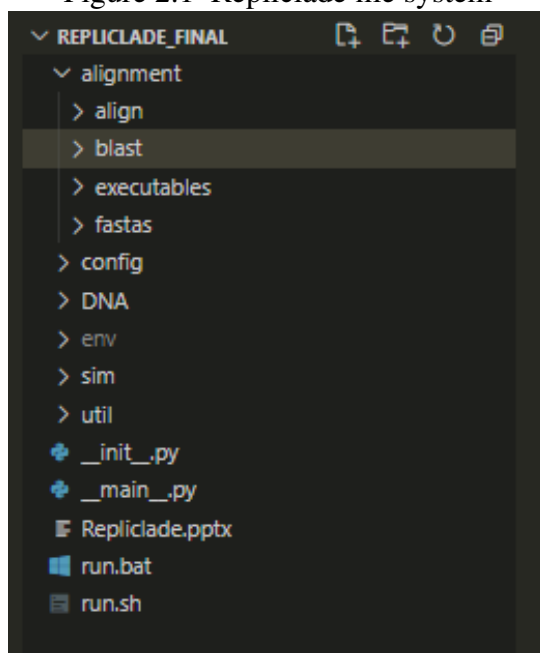 Figure 2.1 Repliclade file system
REPLICLADE_FINAL
alignment
align
blast
executables
fastas
config
DNA
env
sim
util
__init__.py
__main__.py
Repliclade.pptx
run.bat
run.sh